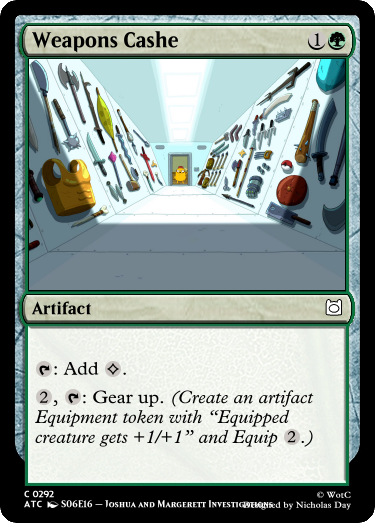 Weapons Cashe 1
Artifact
: Add .
2, : Gear up. (Create an artifact
Equipment token with “Equipped
creature gets +1/+1” and Equip 2.)
C 0292
© WotC
ATC S06E16 – Joshua and Margerett Investigations
Designed by Nicholas Day